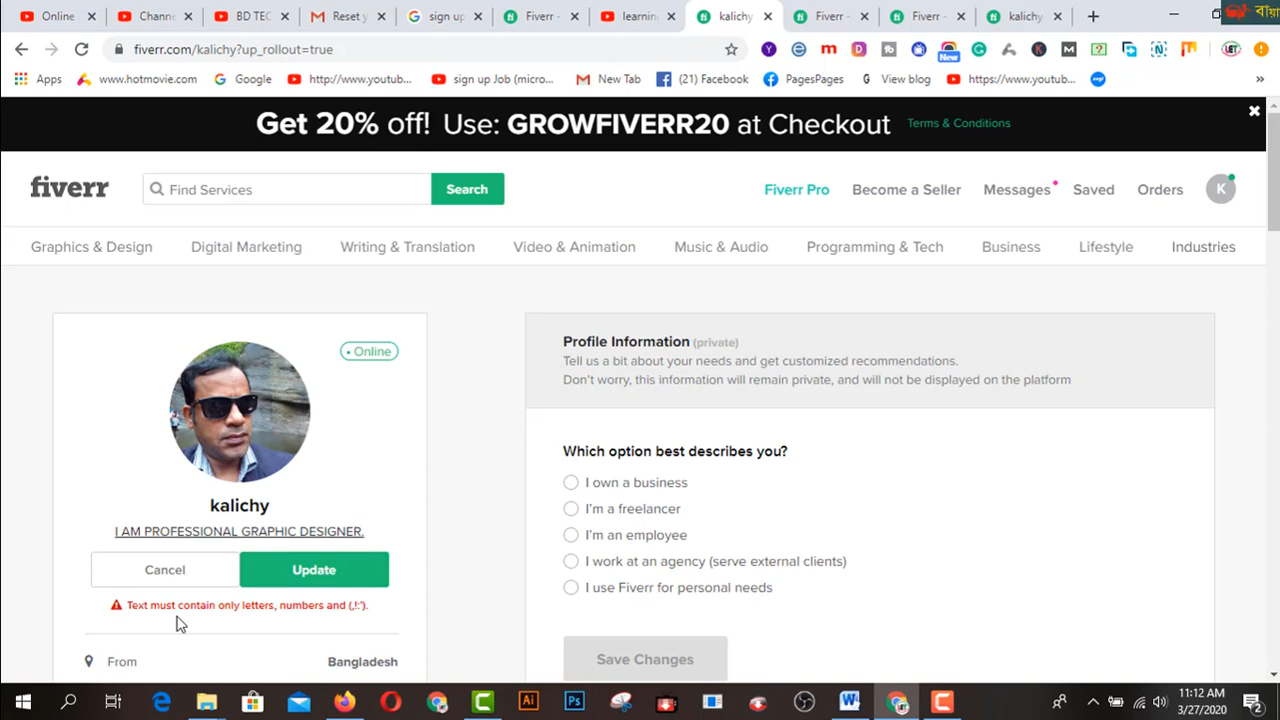 Online
Channe
BD TEC
Reset y
sign up
Fiverr -
learnin
kalichy
Fiverr -
Fiverr -
kalichy
fiverr.com/kalichy?up_rollout=true
New
Apps
www.hotmovie.com
Google
http://www.youtub...
sign up Job (micro...
New Tab
(21) Facebook
PagesPages
View blog
https://www.youtub...
Get 20% off! Use: GROWFIVERR20 at Checkout
Terms & Conditions
fiverr
Find Services
Search
Fiverr Pro
Become a Seller
Messages
Saved
Orders
K
Graphics & Design
Digital Marketing
Writing & Translation
Video & Animation
Music & Audio
Programming & Tech
Business
Lifestyle
Industries
• Online
kalichy
I AM PROFESSIONAL GRAPHIC DESIGNER.
Cancel
Update
Text must contain only letters, numbers and (,!:').
From
Bangladesh
Profile Information (private)
Tell us a bit about your needs and get customized recommendations.
Don't worry, this information will remain private, and will not be displayed on the platform
Which option best describes you?
I own a business
I'm a freelancer
I'm an employee
I work at an agency (serve external clients)
I use Fiverr for personal needs
Save Changes
11:12 AM
3/27/2020
2